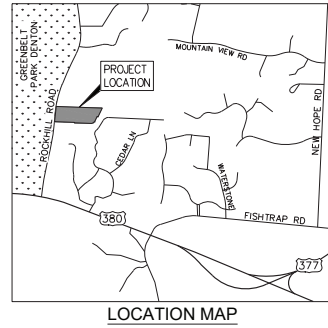 GREENBELT
PARK DENTON
MOUNTAIN VIEW RD
PROJECT
LOCATION
ROCKHILL ROAD
CEDAR LN
WATERSTONE
NEW HOPE RD
380
FISHTRAP RD
377
LOCATION MAP